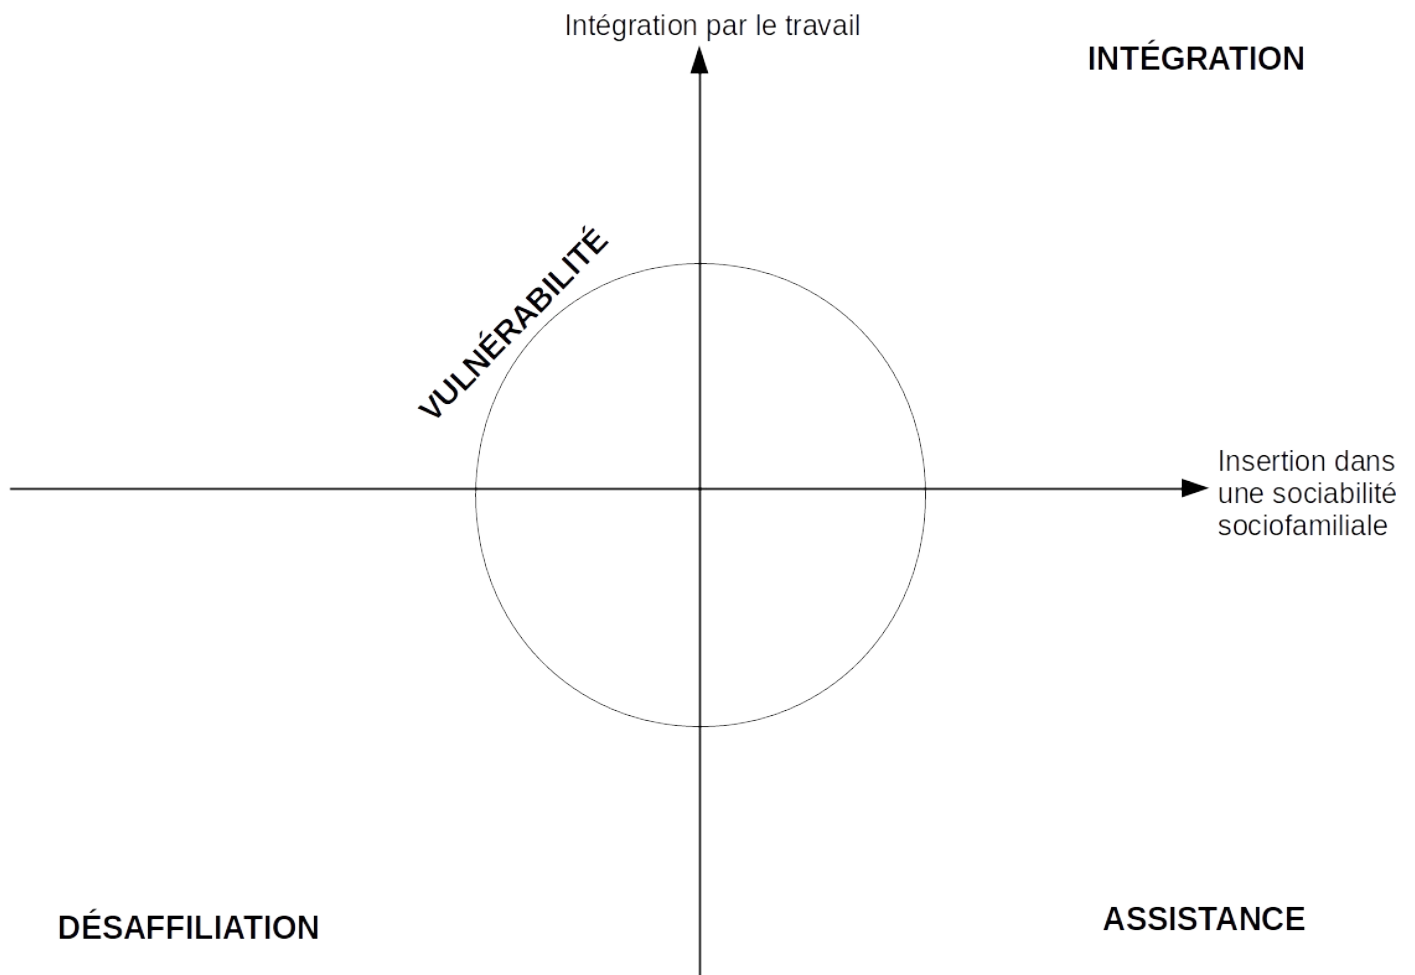 Intégration par le travail
INTÉGRATION
VULNÉRABILITÉ
Insertion dans
une sociabilité
sociofamiliale
DÉSAFFILIATION
ASSISTANCE